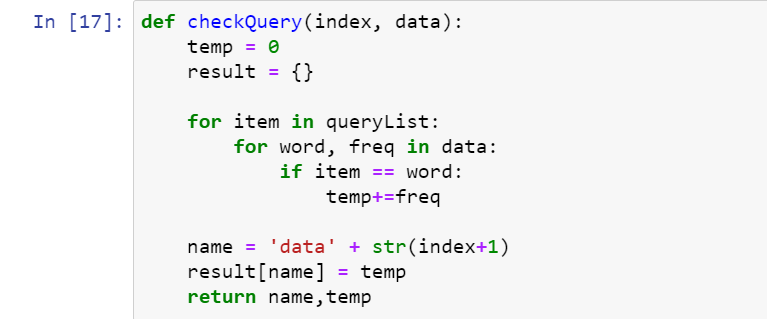 In [17]: def checkQuery(index, data):
    temp = 0
    result = {}

    for item in queryList:
        for word, freq in data:
            if item == word:
                temp+=freq

    name = 'data' + str(index+1)
    result[name] = temp
    return name,temp